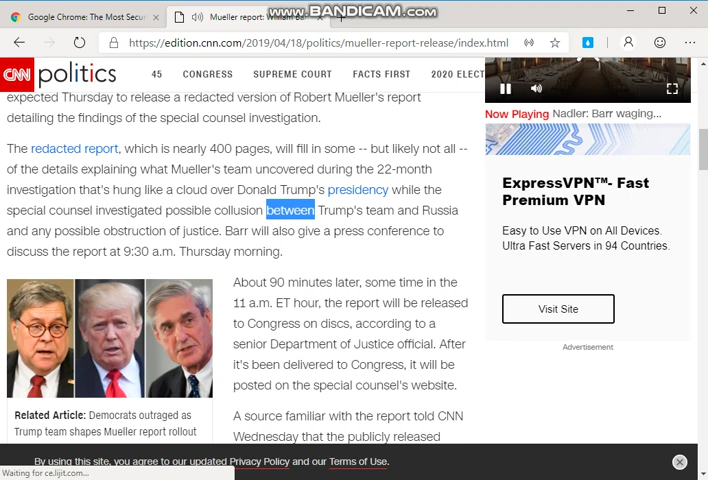 WWW.BANDICAM.COM
Google Chrome: The Most Secur
Mueller report: William Ba
https://edition.cnn.com/2019/04/18/politics/mueller-report-release/index.html
CNN politics
45 CONGRESS SUPREME COURT FACTS FIRST 2020 ELECT
expected Thursday to release a redacted version of Robert Mueller's report
detailing the findings of the special counsel investigation.
The redacted report, which is nearly 400 pages, will fill in some -- but likely not all --
of the details explaining what Mueller's team uncovered during the 22-month
investigation that's hung like a cloud over Donald Trump's presidency while the
special counsel investigated possible collusion between Trump's team and Russia
and any possible obstruction of justice. Barr will also give a press conference to
discuss the report at 9:30 a.m. Thursday morning.
About 90 minutes later, some time in the
11 a.m. ET hour, the report will be released
to Congress on discs, according to a
senior Department of Justice official. After
it's been delivered to Congress, it will be
posted on the special counsel's website.
A source familiar with the report told CNN
Wednesday that the publicly released
Related Article: Democrats outraged as
Trump team shapes Mueller report rollout
Now Playing Nadler: Barr waging...
ExpressVPN™- Fast
Premium VPN
Easy to Use VPN on All Devices.
Ultra Fast Servers in 94 Countries.
Visit Site
Advertisement
By using this site, you agree to our updated Privacy Policy and our Terms of Use.
Waiting for ce.lijit.com...